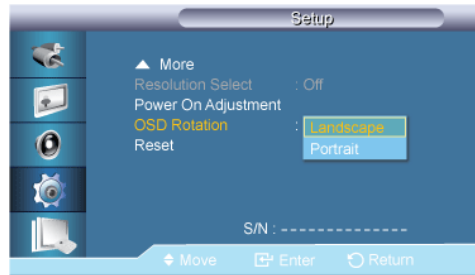 Setup
▲ More
Resolution Select : Off
Power On Adjustment
OSD Rotation : Landscape
Portrait
Reset
S/N : --------------
Move Enter Return